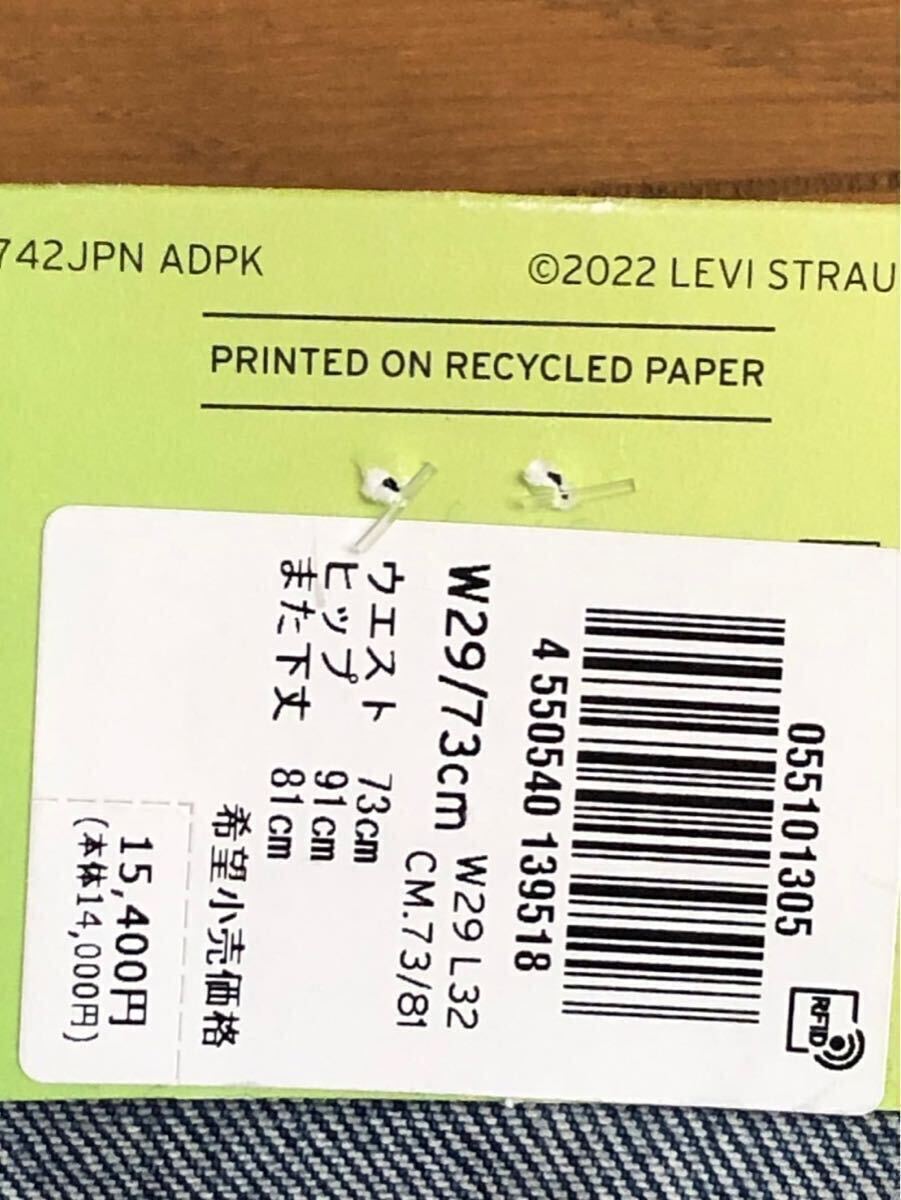 742JPN ADPK
©2022 LEVI STRAU
PRINTED ON RECYCLED PAPER
055101305
4 550540 139518
W29/73cm
W29 L32
CM.73/81
ウエスト 73cm
ヒップ 91cm
また下丈 81cm
希望小売価格
15,400円
(本体14,000円)
RFID